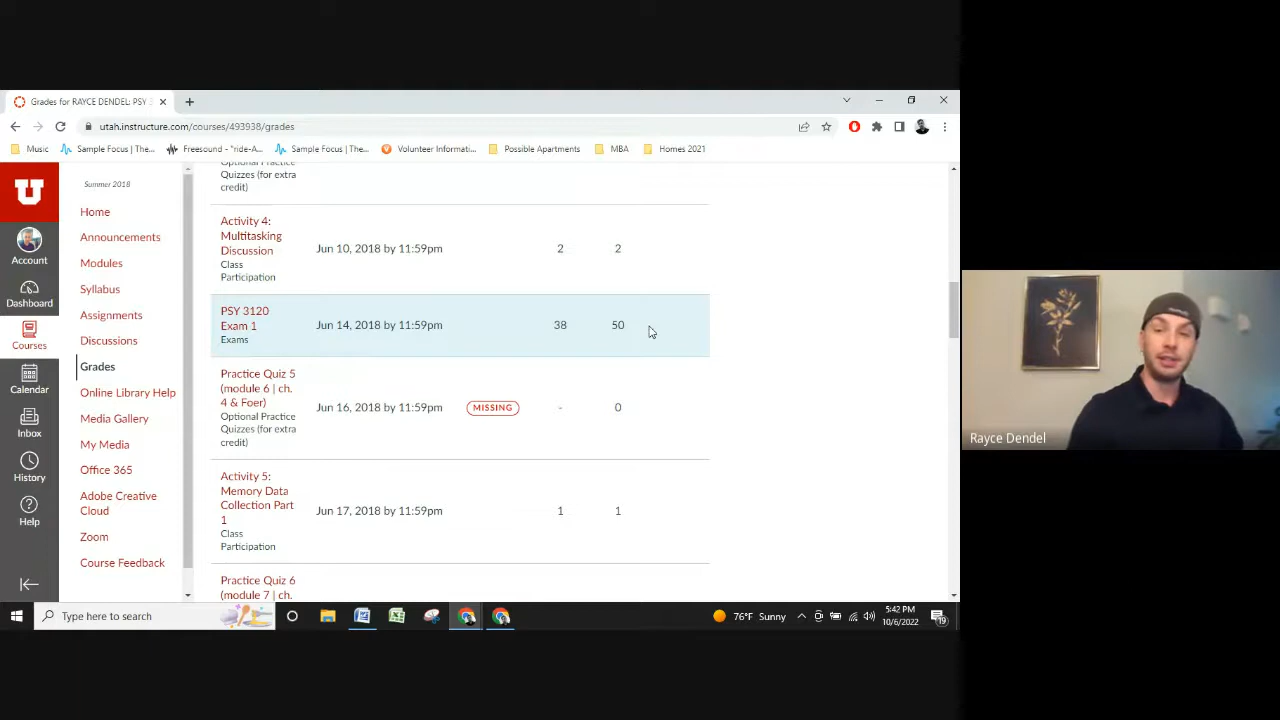 Grades for RAYCE DENDEL: PSY 3
utah.instructure.com/courses/493938/grades
Music
Sample Focus | The...
Freesound - "ride-A...
Sample Focus | The...
Volunteer Informati...
Possible Apartments
MBA
Homes 2021
U
Account
Dashboard
Courses
Calendar
Inbox
History
Help
Summer 2018
Home
Announcements
Modules
Syllabus
Assignments
Discussions
Grades
Online Library Help
Media Gallery
My Media
Office 365
Adobe Creative
Cloud
Zoom
Course Feedback
Optional Practice
Quizzes (for extra
credit)
Activity 4:
Multitasking
Discussion
Class
Participation
Jun 10, 2018 by 11:59pm
2
2
PSY 3120
Exam 1
Exams
Jun 14, 2018 by 11:59pm
38
50
Practice Quiz 5
(module 6 | ch.
4 & Foer)
Optional Practice
Quizzes (for extra
credit)
Jun 16, 2018 by 11:59pm
MISSING
-
0
Activity 5:
Memory Data
Collection Part
1
Class
Participation
Jun 17, 2018 by 11:59pm
1
1
Practice Quiz 6
(module 7 | ch.
Type here to search
76°F Sunny
5:42 PM
10/6/2022
19
Rayce Dendel